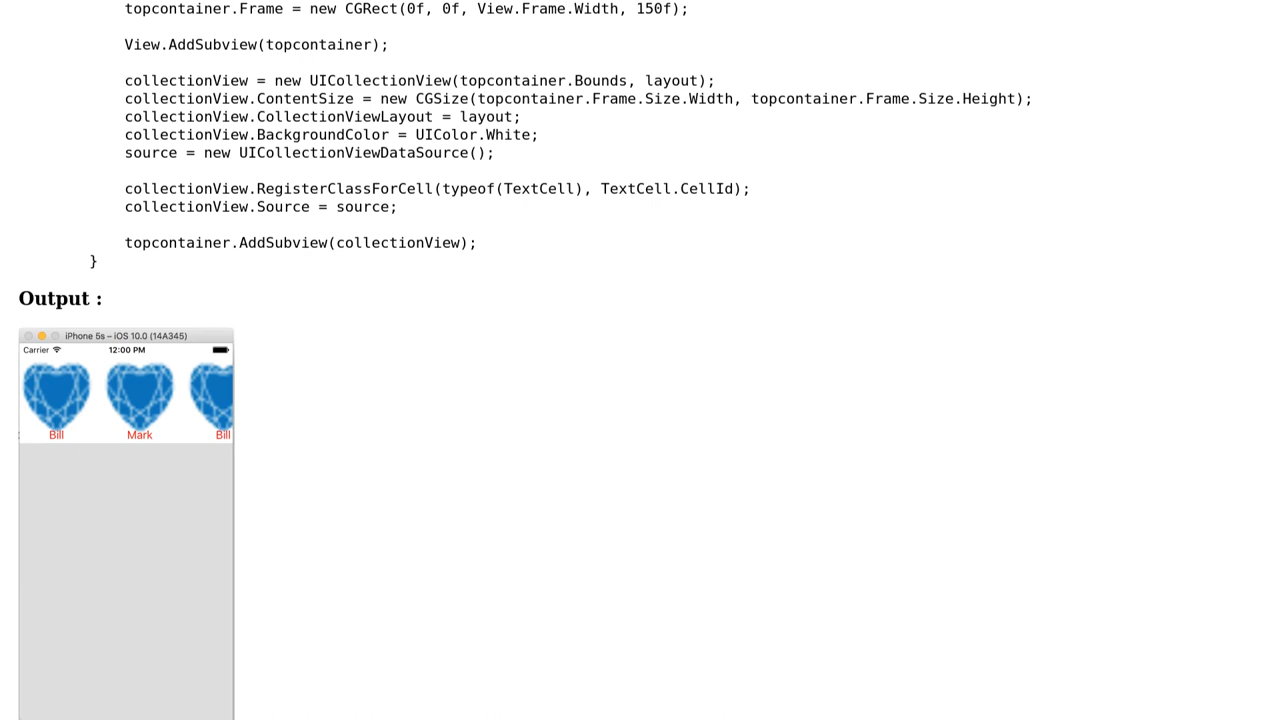 topcontainer.Frame = new CGRect(0f, 0f, View.Frame.Width, 150f);
View.AddSubview(topcontainer);
collectionView = new UICollectionView(topcontainer.Bounds, layout);
collectionView.ContentSize = new CGSize(topcontainer.Frame.Size.Width, topcontainer.Frame.Size.Height);
collectionView.CollectionViewLayout = layout;
collectionView.BackgroundColor = UIColor.White;
source = new UICollectionViewDataSource();
collectionView.RegisterClassForCell(typeof(TextCell), TextCell.CellId);
collectionView.Source = source;
topcontainer.AddSubview(collectionView);
}
Output :
iPhone 5s – iOS 10.0 (14A345)
Carrier 12:00 PM
Bill Mark Bill